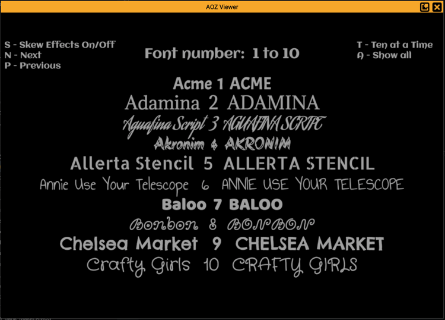 AOZ Viewer
S - Skew Effects On/Off
N - Next
P - Previous
Font number: 1 to 10
T - Ten at a Time
A - Show all
Acme 1 ACME
Adamina 2 ADAMINA
Aguafina Script 3 AGUAFINA SCRIPT
Akronim 4 AKRONIM
Allerta Stencil 5 ALLERTA STENCIL
Annie Use Your Telescope 6 ANNIE USE YOUR TELESCOPE
Baloo 7 BALOO
Bonbon 8 BONBON
Chelsea Market 9 CHELSEA MARKET
Crafty Girls 10 CRAFTY GIRLS